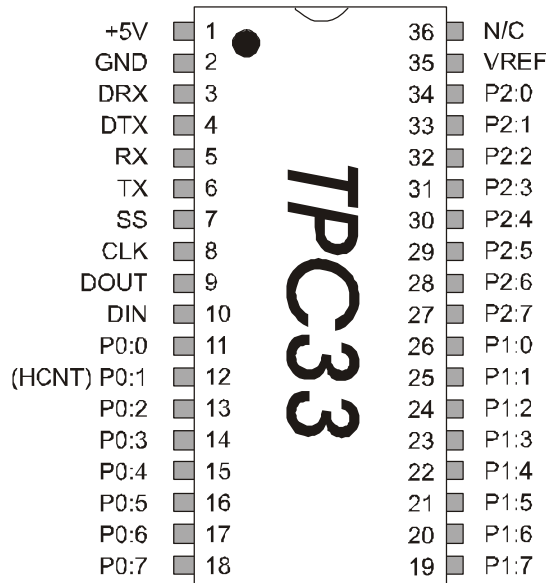 +5V 1 36 N/C
GND 2 35 VREF
DRX 3 34 P2:0
DTX 4 33 P2:1
RX 5 32 P2:2
TX 6 31 P2:3
SS 7 30 P2:4
CLK 8 29 P2:5
DOUT 9 28 P2:6
DIN 10 27 P2:7
P0:0 11 26 P1:0
(HCNT) P0:1 12 25 P1:1
P0:2 13 24 P1:2
P0:3 14 23 P1:3
P0:4 15 22 P1:4
P0:5 16 21 P1:5
P0:6 17 20 P1:6
P0:7 18 19 P1:7
TPC33